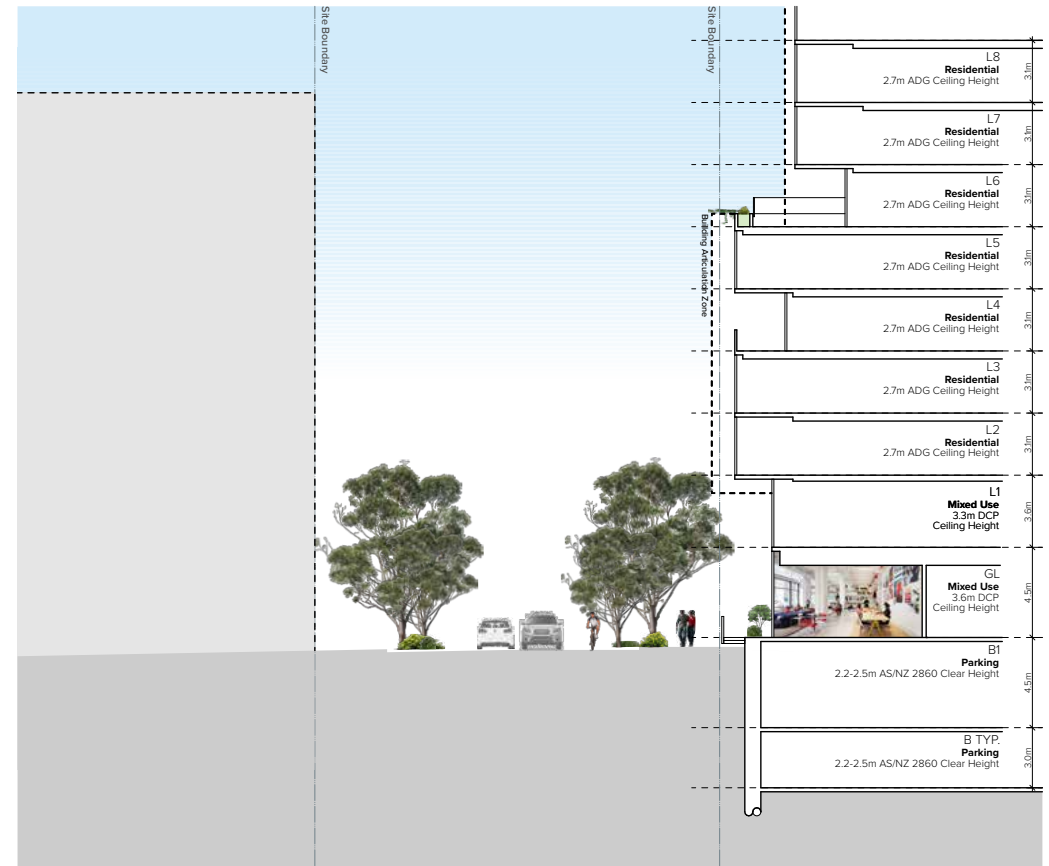 Site Boundary
Site Boundary
L8
Residential
2.7m ADG Ceiling Height
3.1m
L7
Residential
2.7m ADG Ceiling Height
3.1m
L6
Residential
2.7m ADG Ceiling Height
3.1m
Building Articulation Zone
L5
Residential
2.7m ADG Ceiling Height
3.1m
L4
Residential
2.7m ADG Ceiling Height
3.1m
L3
Residential
2.7m ADG Ceiling Height
3.1m
L2
Residential
2.7m ADG Ceiling Height
3.1m
L1
Mixed Use
3.3m DCP
Ceiling Height
3.6m
GL
Mixed Use
3.6m DCP
Ceiling Height
4.5m
B1
Parking
2.2-2.5m AS/NZ 2860 Clear Height
4.5m
B TYP.
Parking
2.2-2.5m AS/NZ 2860 Clear Height
3.0m